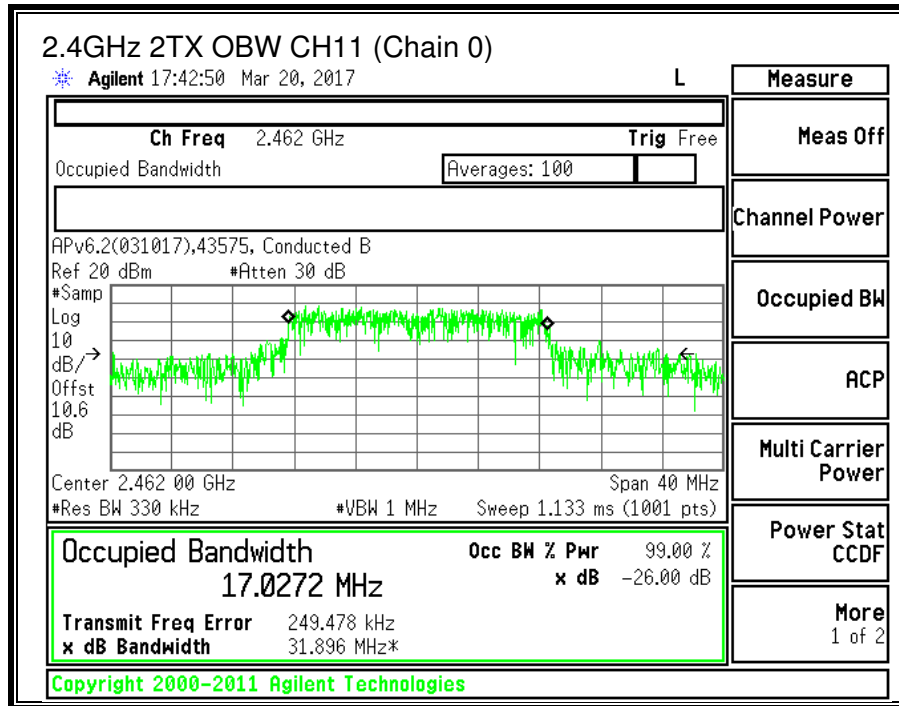 2.4GHz 2TX OBW CH11 (Chain 0)
Agilent 17:42:50 Mar 20, 2017 L
Measure
Ch Freq 2.462 GHz Trig Free
Meas Off
Occupied Bandwidth Averages: 100
Channel Power
APv6.2(031017),43575, Conducted B
Ref 20 dBm #Atten 30 dB
#Samp
Log
10
dB/
Offst
10.6
dB
Occupied BW
ACP
Multi Carrier
Power
Center 2.462 00 GHz Span 40 MHz
#Res BW 330 kHz #VBW 1 MHz Sweep 1.133 ms (1001 pts)
Power Stat
CCDF
Occupied Bandwidth Occ BW % Pwr 99.00 %
17.0272 MHz x dB -26.00 dB
Transmit Freq Error 249.478 kHz
x dB Bandwidth 31.896 MHz*
More
1 of 2
Copyright 2000-2011 Agilent Technologies